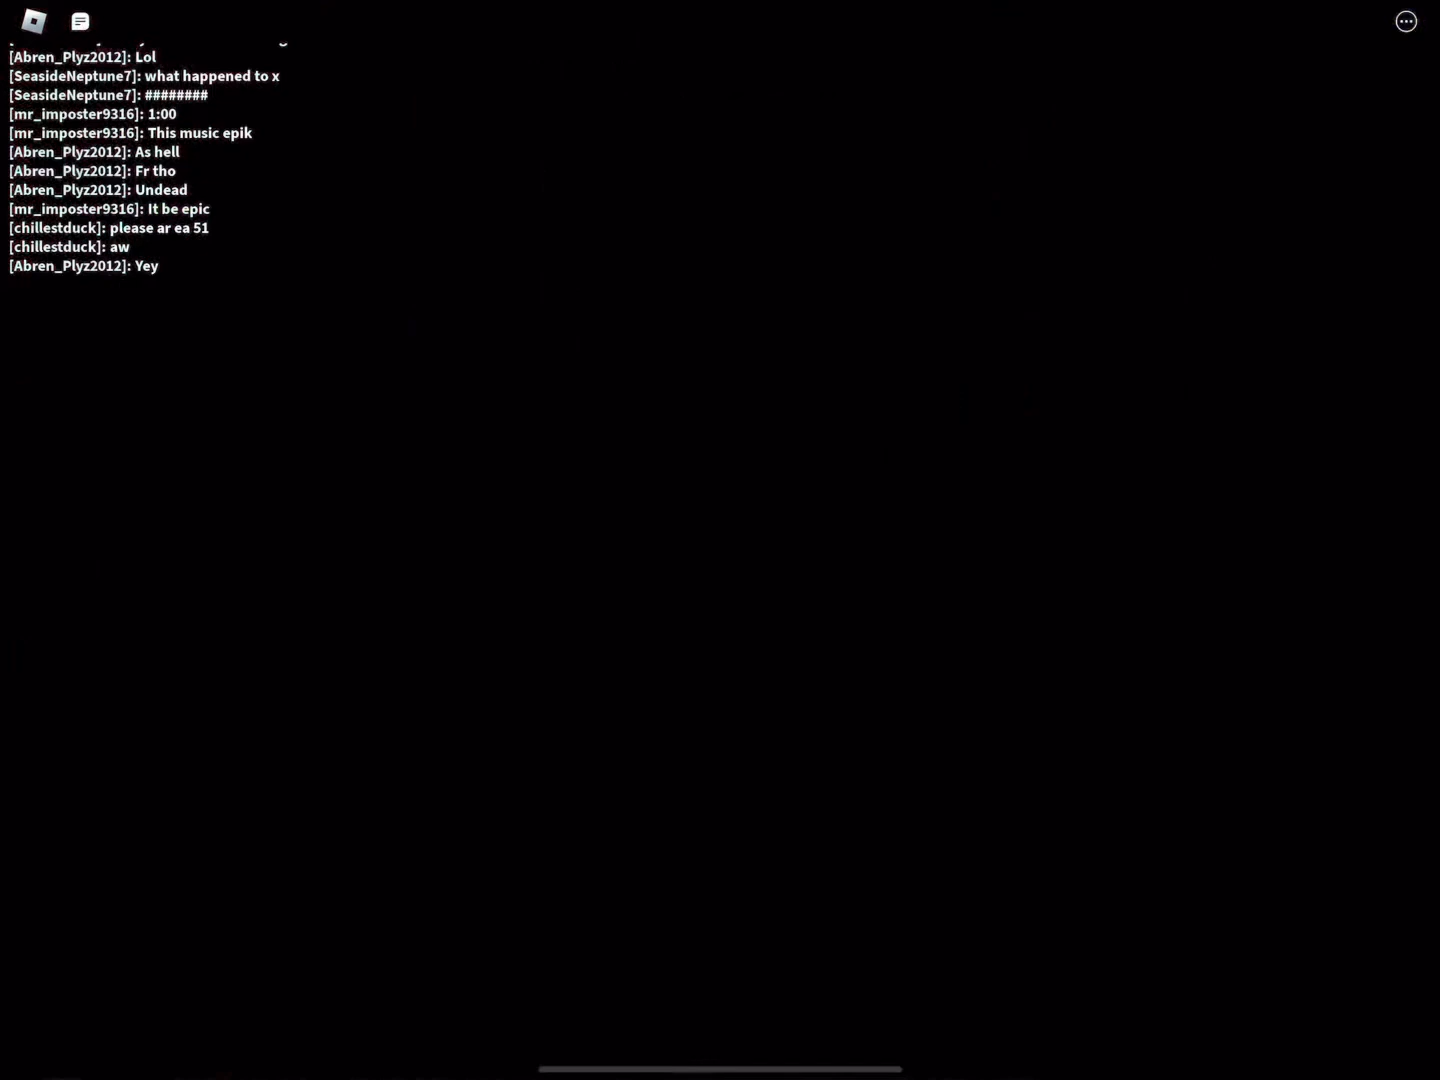 [Abren_Plyz2012]: Lol
[SeasideNeptune7]: what happened to x
[SeasideNeptune7]: ########
[mr_imposter9316]: 1:00
[mr_imposter9316]: This music epik
[Abren_Plyz2012]: As hell
[Abren_Plyz2012]: Fr tho
[Abren_Plyz2012]: Undead
[mr_imposter9316]: It be epic
[chillestduck]: please ar ea 51
[chillestduck]: aw
[Abren_Plyz2012]: Yey